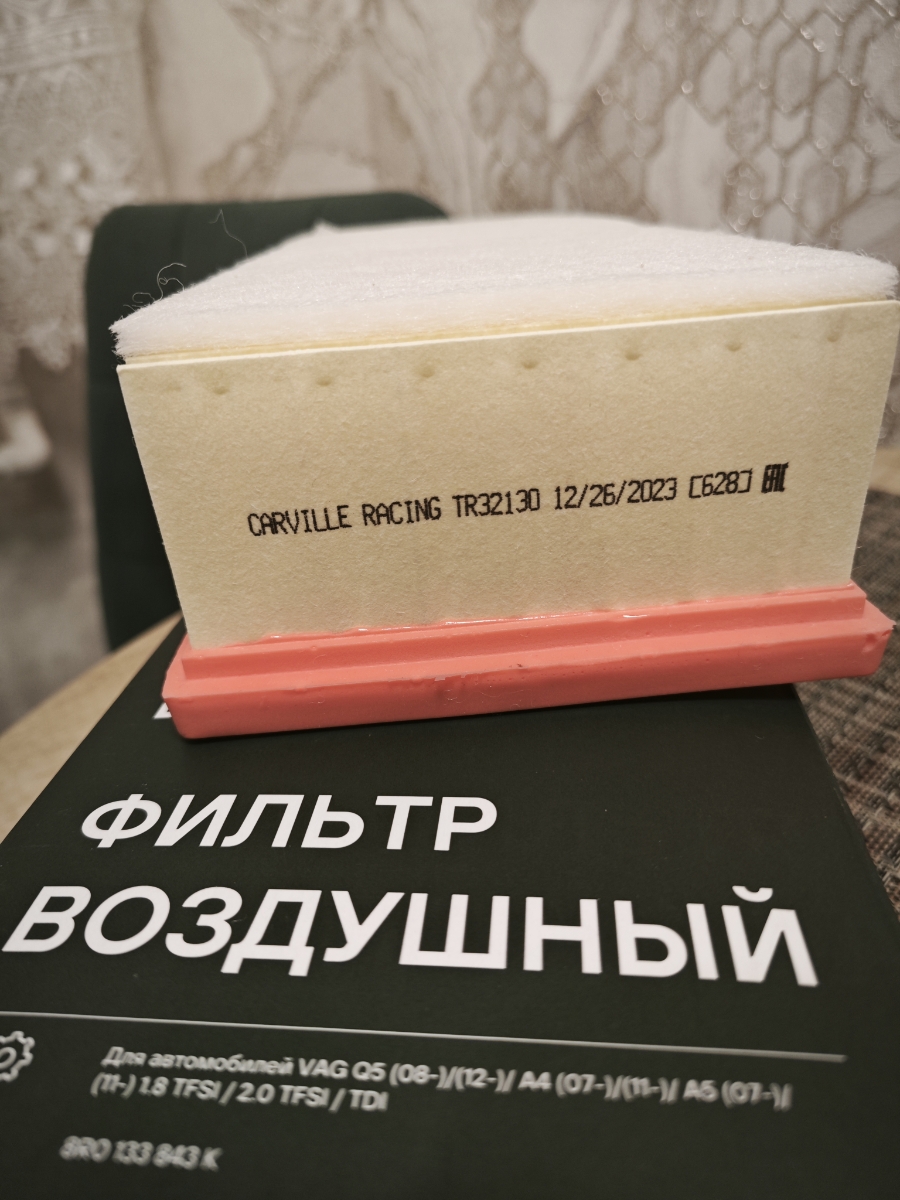 CARVILLE RACING TR32130 12/26/2023 [628] EAC
ФИЛЬТР
ВОЗДУШНЫЙ
Для автомобилей VAG Q5 (08-)/(12-)/ A4 (07-)/(11-)/ A5 (07-)/
(11-) 1.8 TFSI / 2.0 TFSI / TDI
8R0 133 843 K